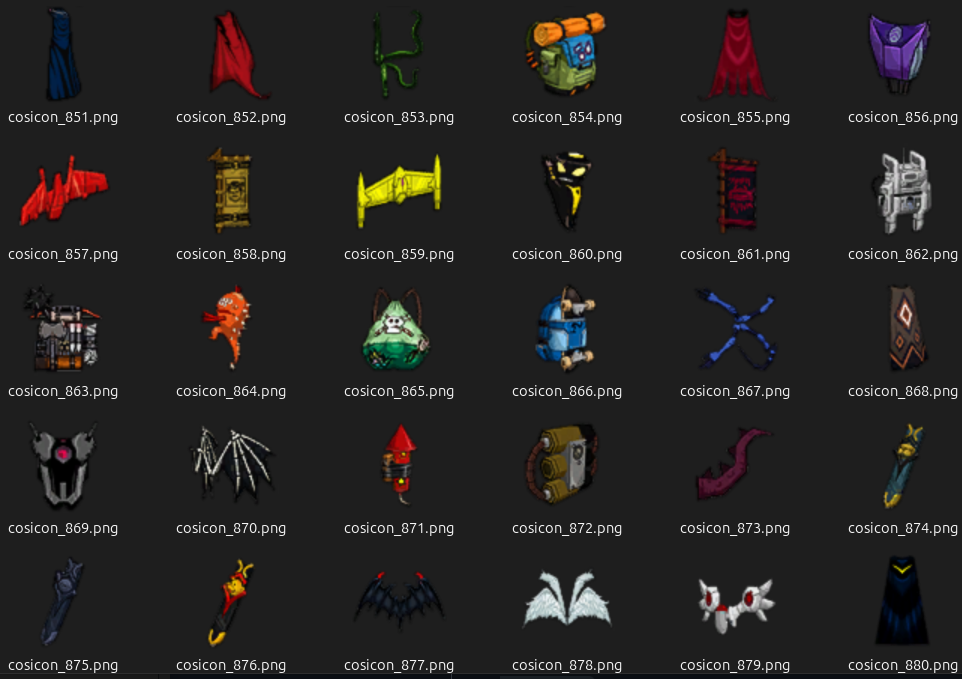 cosicon_851.png cosicon_852.png cosicon_853.png cosicon_854.png cosicon_855.png cosicon_856.png
cosicon_857.png cosicon_858.png cosicon_859.png cosicon_860.png cosicon_861.png cosicon_862.png
cosicon_863.png cosicon_864.png cosicon_865.png cosicon_866.png cosicon_867.png cosicon_868.png
cosicon_869.png cosicon_870.png cosicon_871.png cosicon_872.png cosicon_873.png cosicon_874.png
cosicon_875.png cosicon_876.png cosicon_877.png cosicon_878.png cosicon_879.png cosicon_880.png